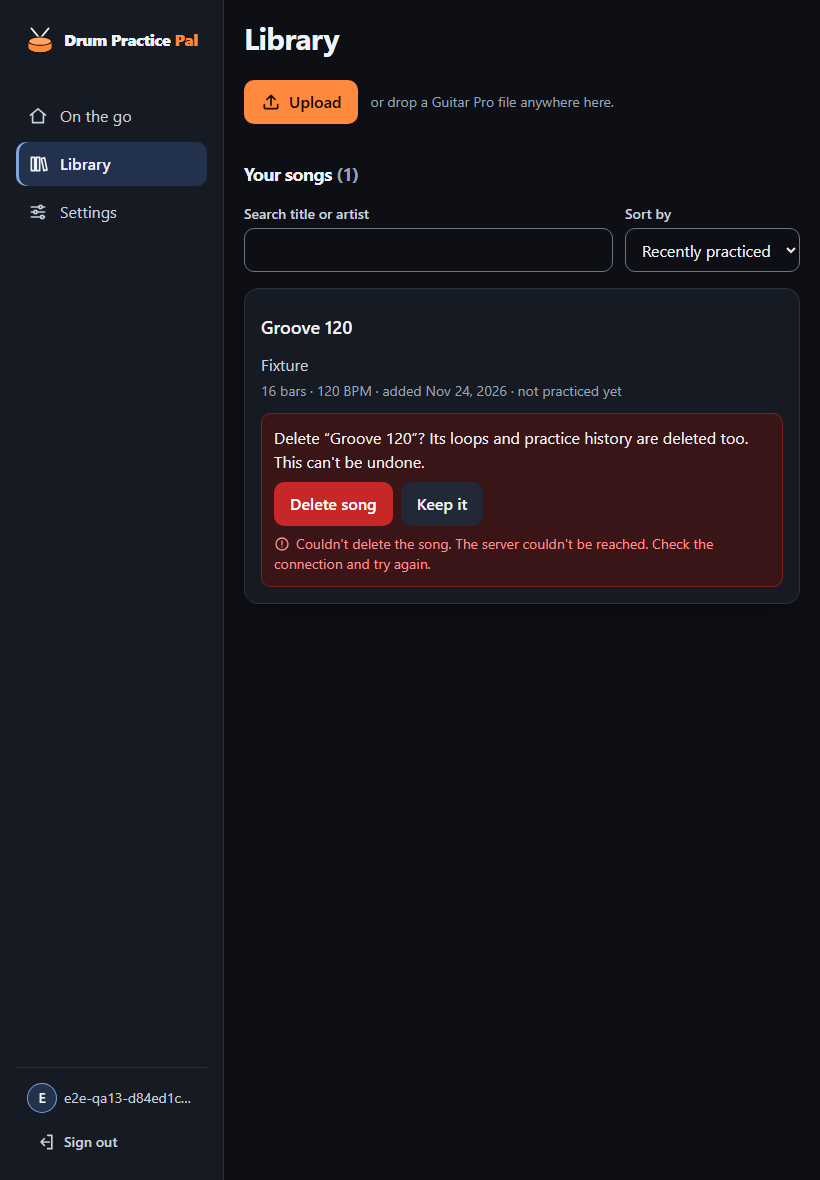 Drum Practice Pal
On the go
Library
Settings
e2e-qa13-d84ed1c...
Sign out
Library
Upload
or drop a Guitar Pro file anywhere here.
Your songs (1)
Search title or artist
Sort by
Recently practiced
Groove 120
Fixture
16 bars · 120 BPM · added Nov 24, 2026 · not practiced yet
Delete “Groove 120”? Its loops and practice history are deleted too.
This can't be undone.
Delete song
Keep it
Couldn't delete the song. The server couldn't be reached. Check the
connection and try again.
E